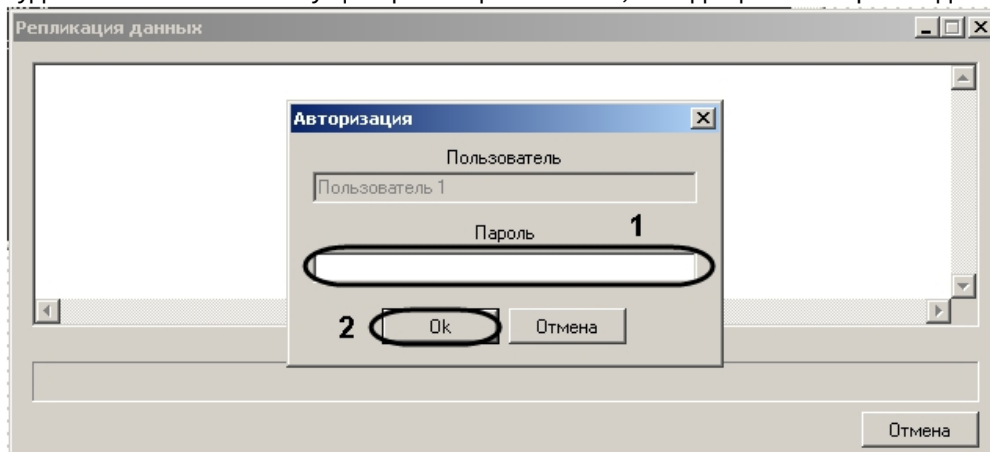 Репликация данных
Авторизация
Пользователь
Пользователь 1
Пароль
1
2
Ok
Отмена
Отмена